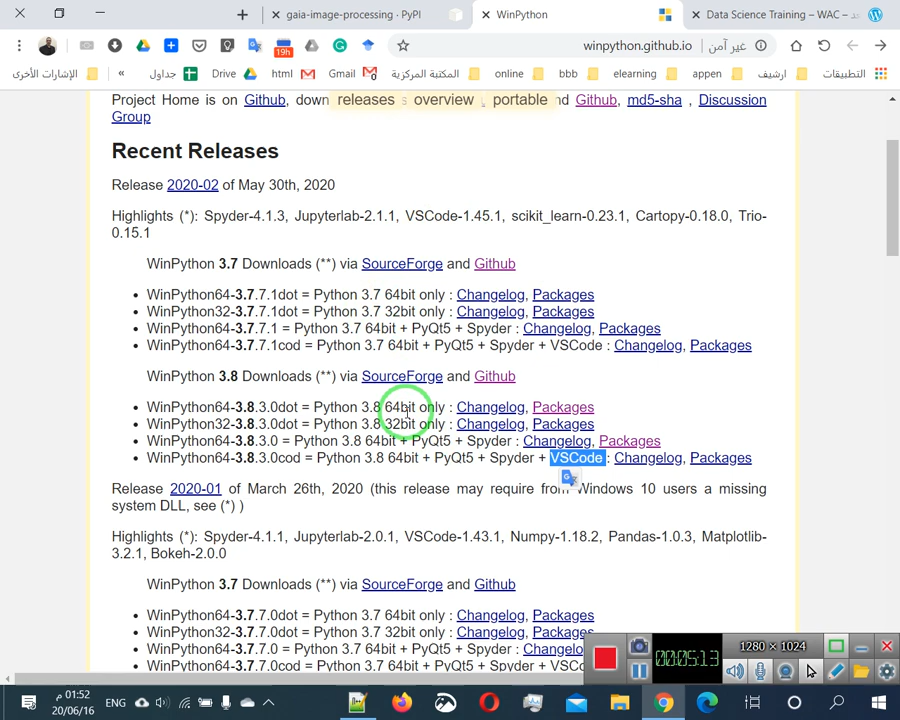 gaia-image-processing · PyPI
WinPython
Data Science Training – WAC –
19h
winpython.github.io
غير آمن
الإشارات الأخرى
»
جداول
Drive
html
Gmail
المكتبة المركزية
online
bbb
elearning
appen
ارشيف
التطبيقات
Project Home is on Github, down releases overview portable nd Github, md5-sha , Discussion
Group
Recent Releases
Release 2020-02 of May 30th, 2020
Highlights (*): Spyder-4.1.3, Jupyterlab-2.1.1, VSCode-1.45.1, scikit_learn-0.23.1, Cartopy-0.18.0, Trio-
0.15.1
WinPython 3.7 Downloads (**) via SourceForge and Github
• WinPython64-3.7.7.1dot = Python 3.7 64bit only : Changelog, Packages
• WinPython32-3.7.7.1dot = Python 3.7 32bit only : Changelog, Packages
• WinPython64-3.7.7.1 = Python 3.7 64bit + PyQt5 + Spyder : Changelog, Packages
• WinPython64-3.7.7.1cod = Python 3.7 64bit + PyQt5 + Spyder + VSCode : Changelog, Packages
WinPython 3.8 Downloads (**) via SourceForge and Github
• WinPython64-3.8.3.0dot = Python 3.8 64bit only : Changelog, Packages
• WinPython32-3.8.3.0dot = Python 3.8 32bit only : Changelog, Packages
• WinPython64-3.8.3.0 = Python 3.8 64bit + PyQt5 + Spyder : Changelog, Packages
• WinPython64-3.8.3.0cod = Python 3.8 64bit + PyQt5 + Spyder + VSCode : Changelog, Packages
Release 2020-01 of March 26th, 2020 (this release may require from Windows 10 users a missing
system DLL, see (*) )
Highlights (*): Spyder-4.1.1, Jupyterlab-2.0.1, VSCode-1.43.1, Numpy-1.18.2, Pandas-1.0.3, Matplotlib-
3.2.1, Bokeh-2.0.0
WinPython 3.7 Downloads (**) via SourceForge and Github
• WinPython64-3.7.7.0dot = Python 3.7 64bit only : Changelog, Packages
• WinPython32-3.7.7.0dot = Python 3.7 32bit only : Changelog, Packages
• WinPython64-3.7.7.0 = Python 3.7 64bit + PyQt5 + Spyder : Changelo
• WinPython64-3.7.7.0cod = Python 3.7 64bit + PyQt5 + Spyder + VSC
1280 × 1024
00:05:13
01:52 م
20/06/16
ENG